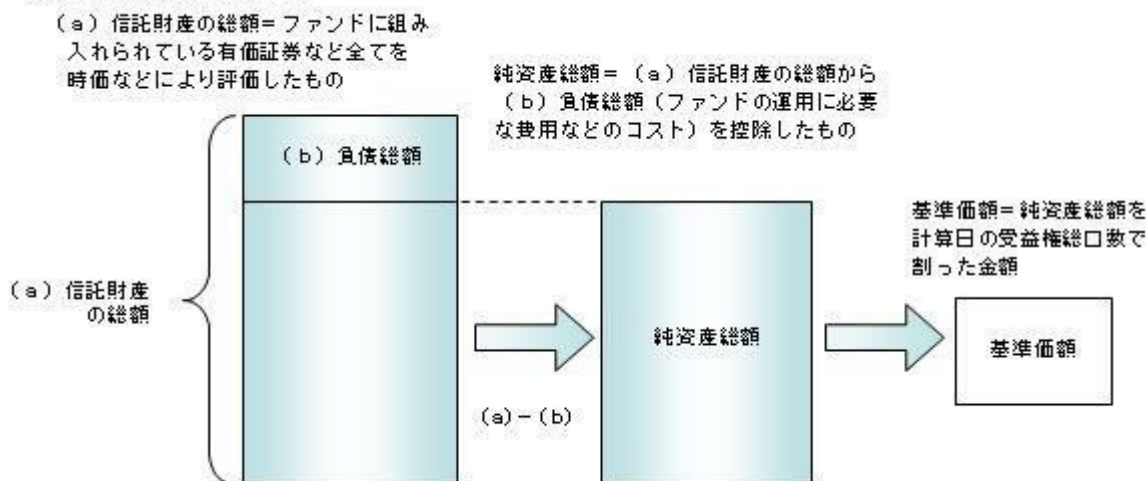 (a)信託財産の総額=ファンドに組み
入れられている有価証券など全てを
時価などにより評価したもの
純資産総額=(a)信託財産の総額から
(b)負債総額(ファンドの運用に必要
な費用などのコスト)を控除したもの
(b)負債総額
基準価額=純資産総額を
計算日の受益権総口数で
割った金額
(a)信託財産
の総額
純資産総額
基準価額
(a)-(b)